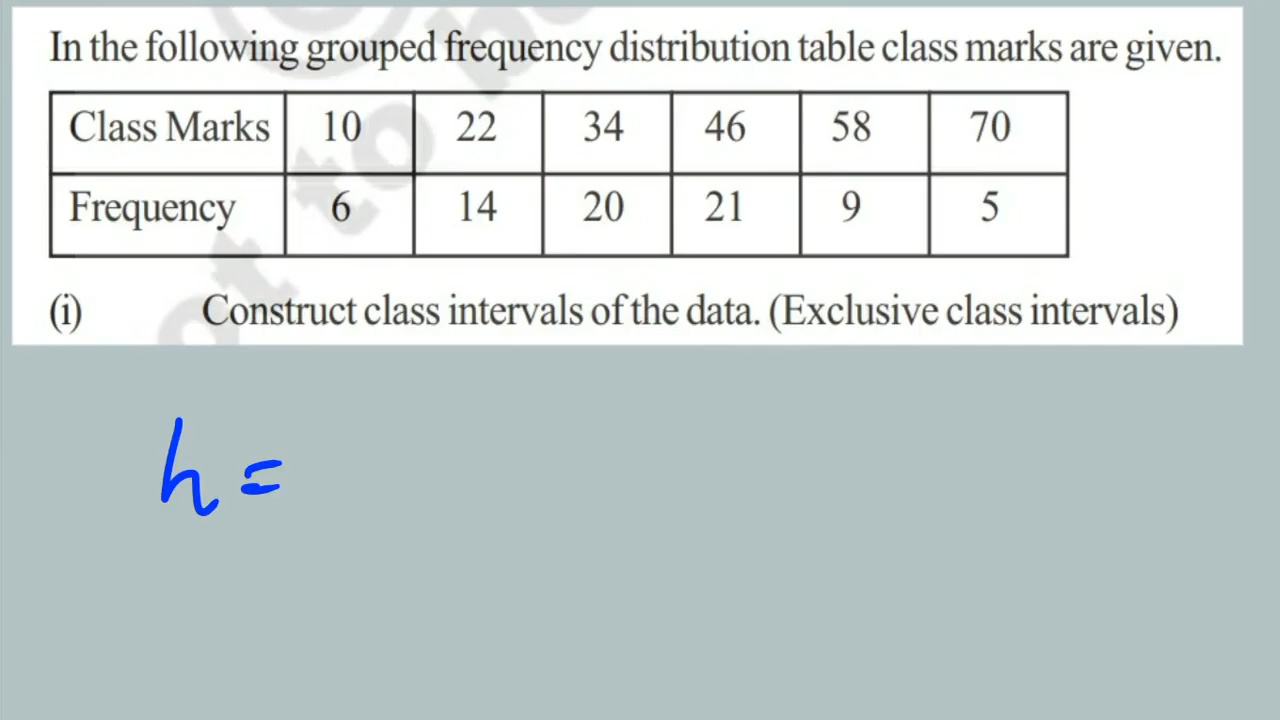 In the following grouped frequency distribution table class marks are given.
Class Marks 10 22 34 46 58 70
Frequency 6 14 20 21 9 5
(i) Construct class intervals of the data. (Exclusive class intervals)
h =